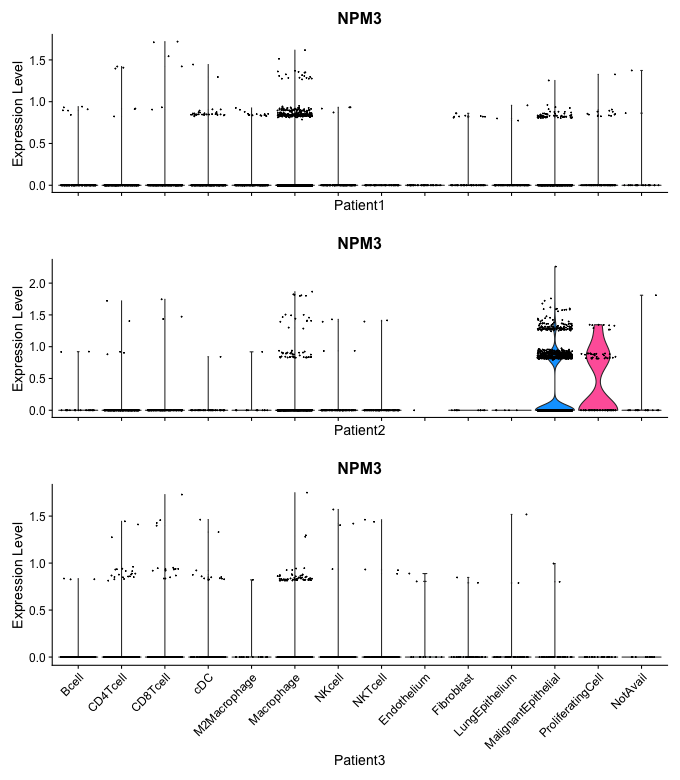 NPM3
Expression Level
1.5
1.0
0.5
0.0
Patient1
NPM3
Expression Level
2.0
1.5
1.0
0.5
0.0
Patient2
NPM3
Expression Level
1.5
1.0
0.5
0.0
Bcell
CD4Tcell
CD8Tcell
cDC
M2Macrophage
Macrophage
NKcell
NKTcell
Endothelium
Fibroblast
LungEpithelium
MalignantEpithelial
ProliferatingCell
NotAvail
Patient3